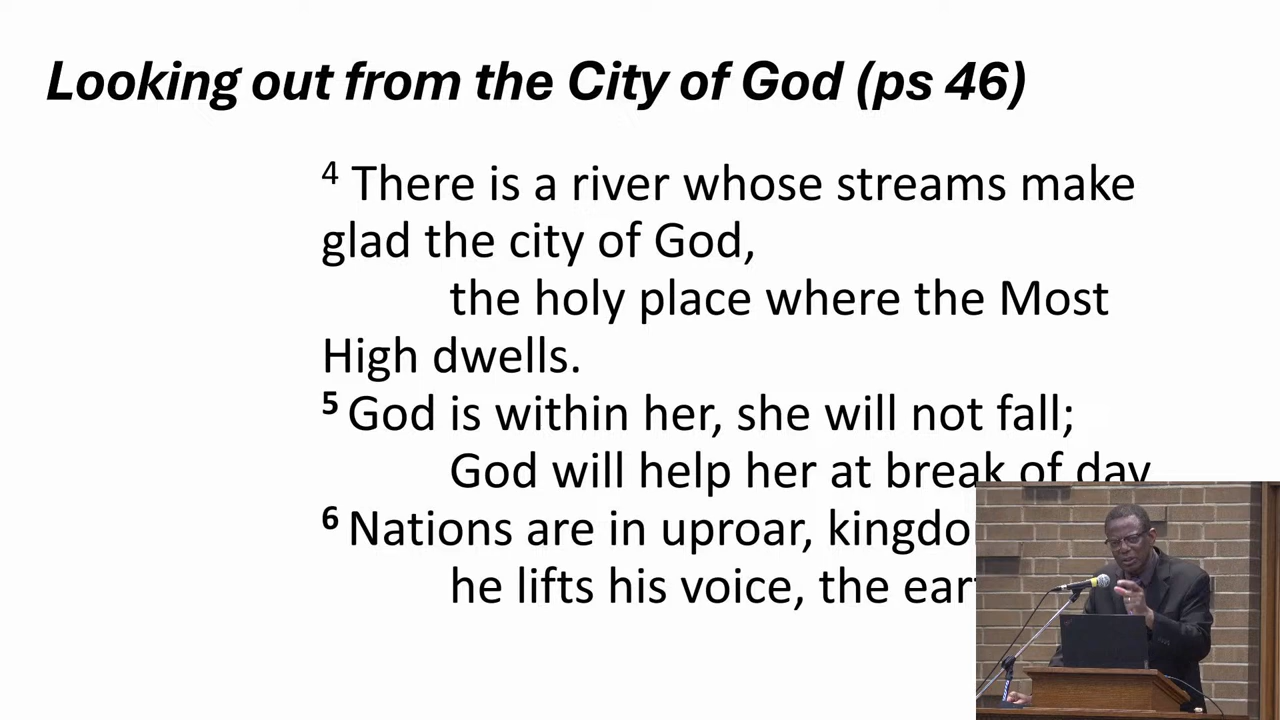 Looking out from the City of God (ps 46)
4 There is a river whose streams make
glad the city of God,
the holy place where the Most
High dwells.
5 God is within her, she will not fall;
God will help her at break of day
6 Nations are in uproar,
he lifts his voice, the